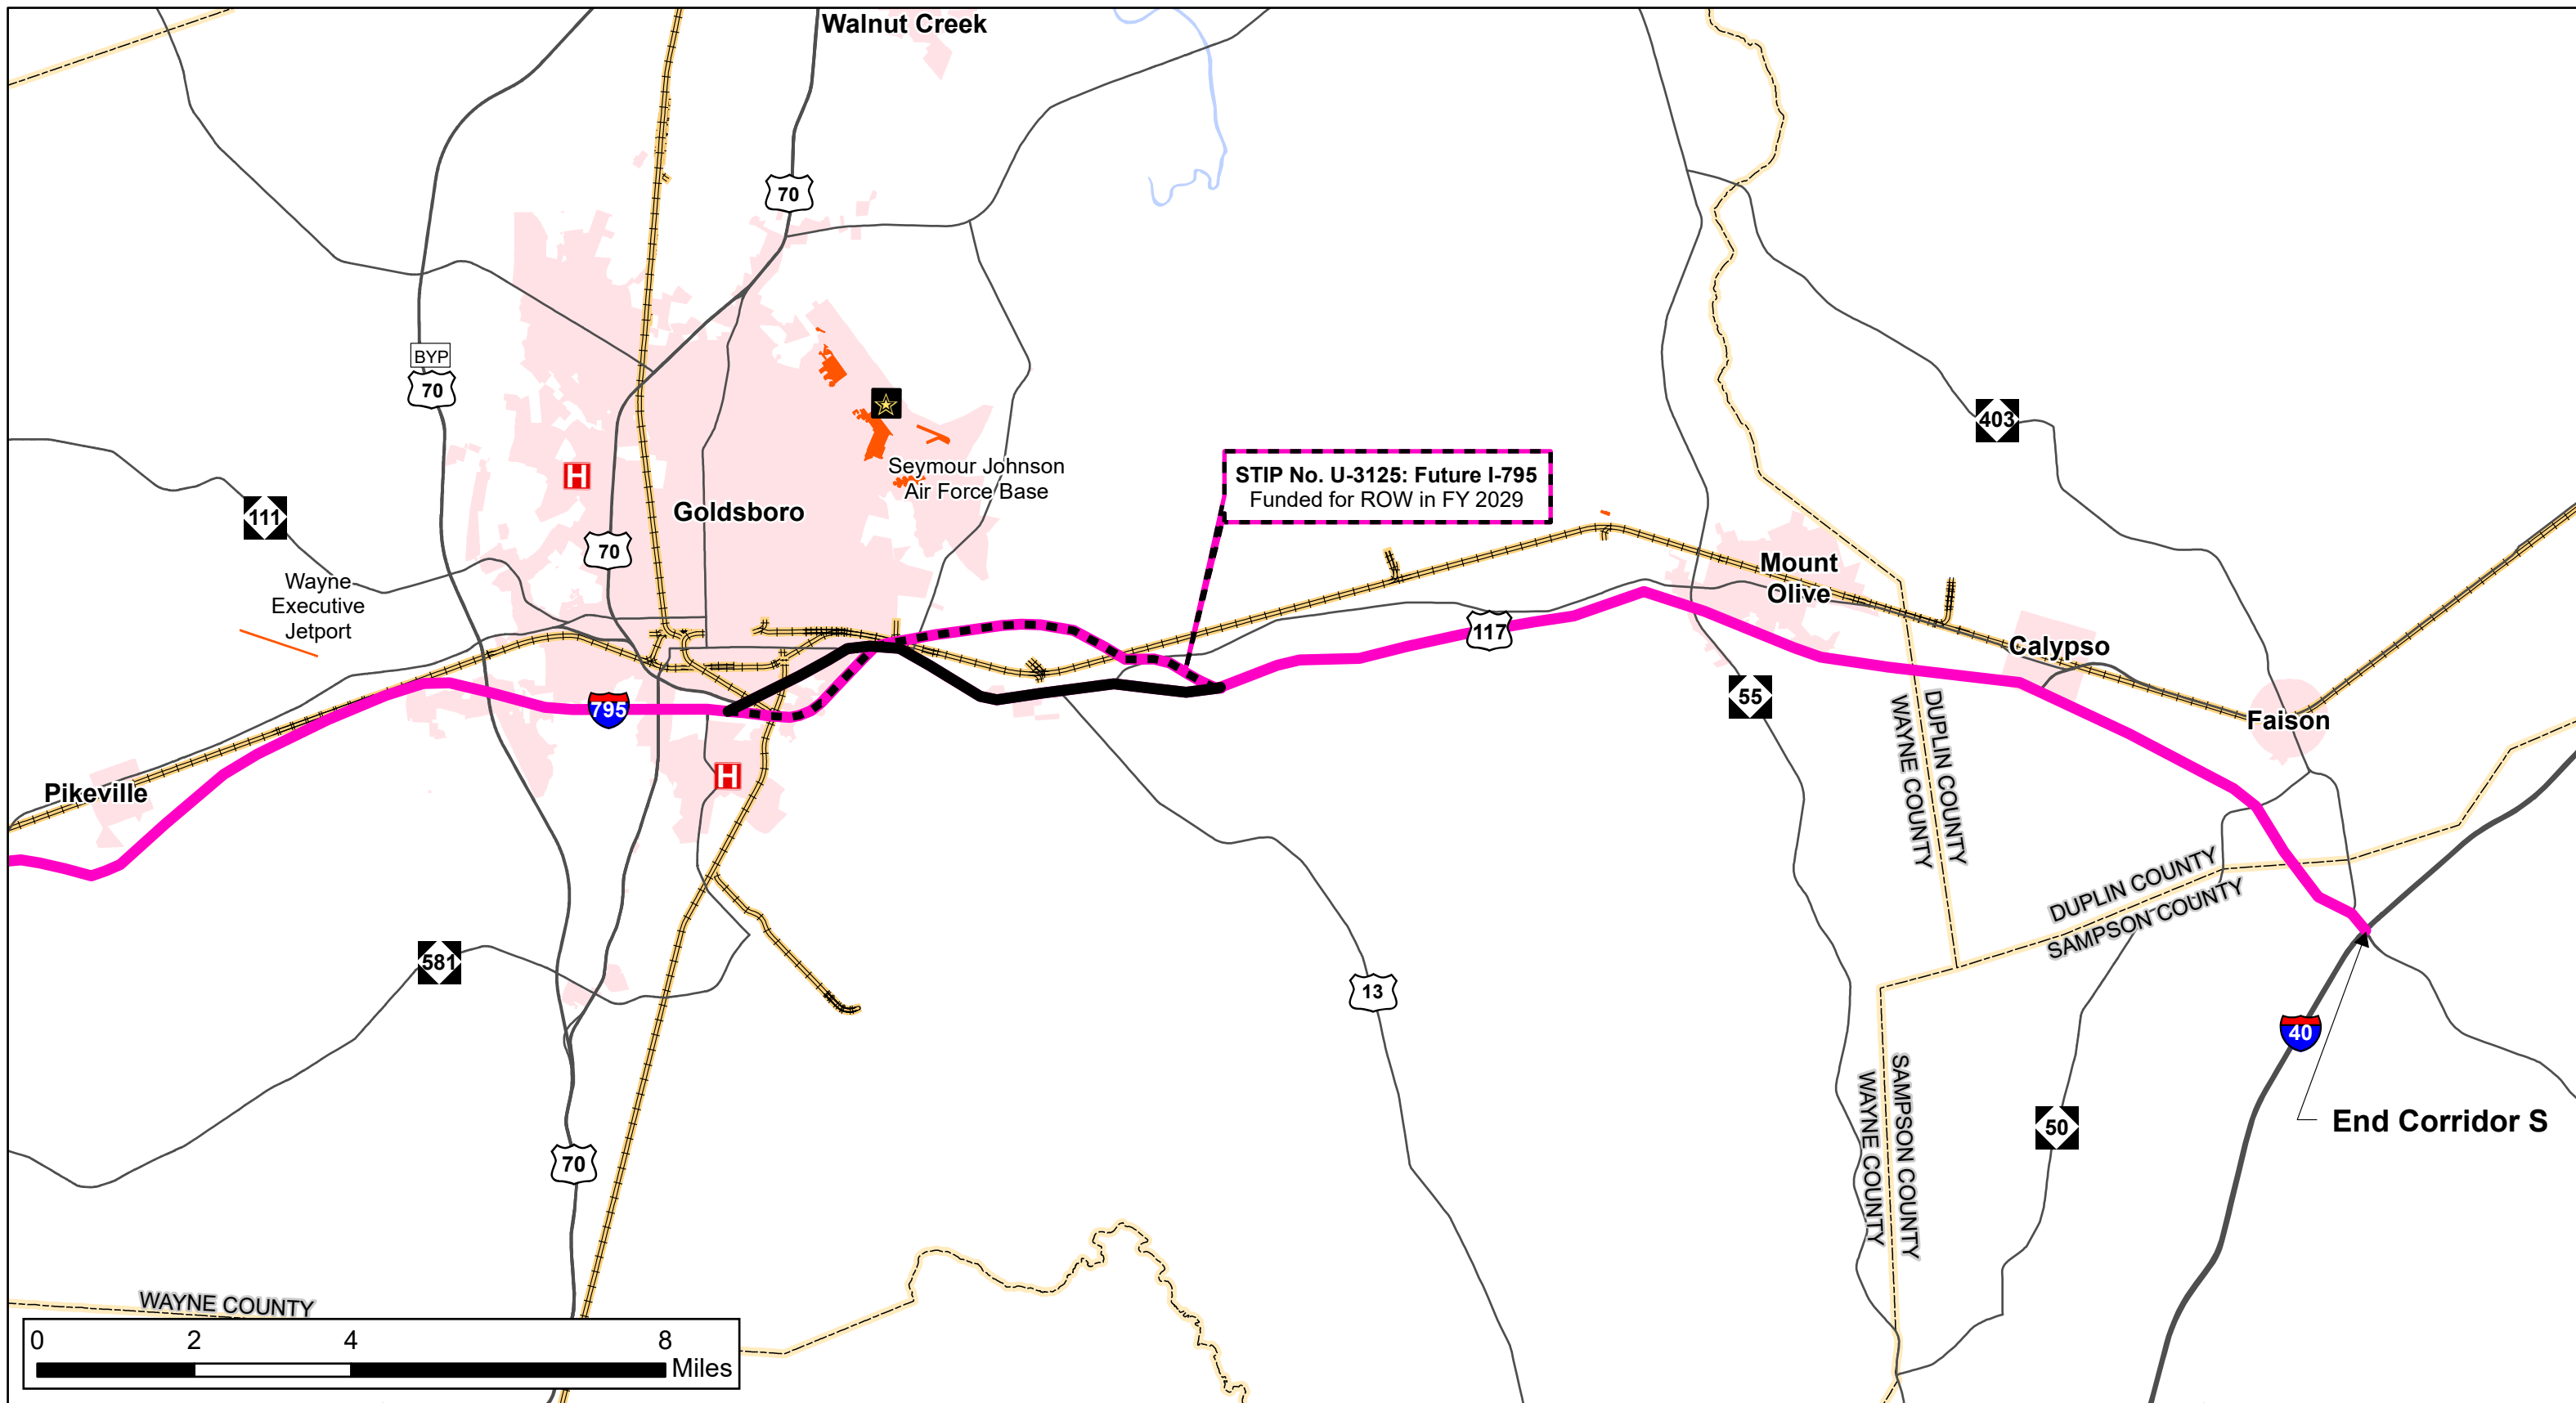 Walnut Creek
70
BYP
70
403
H
Seymour Johnson
Air Force Base
STIP No. U-3125: Future I-795
Funded for ROW in FY 2029
Goldsboro
111
70
Wayne
Executive
Jetport
Mount
Olive
117
Calypso
795
55
Faison
DUPLIN COUNTY
WAYNE COUNTY
H
Pikeville
DUPLIN COUNTY
SAMPSON COUNTY
581
13
40
End Corridor S
50
SAMPSON COUNTY
WAYNE COUNTY
70
WAYNE COUNTY
0 2 4 8
Miles